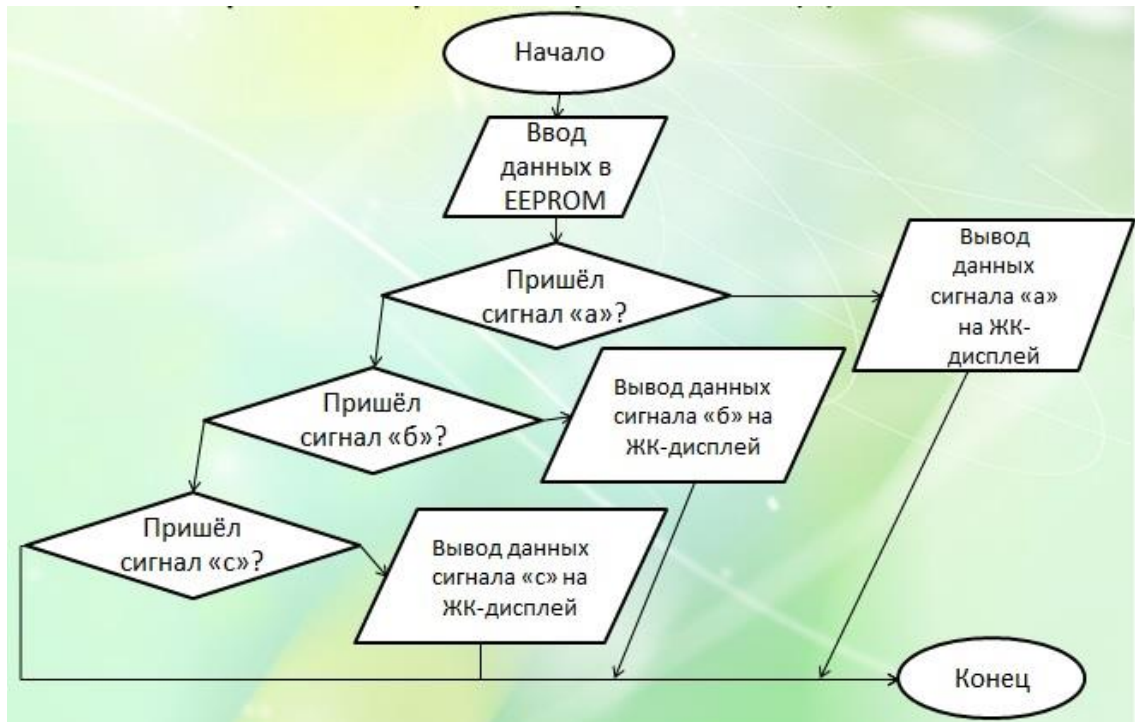 Начало
Ввод
данных в
EEPROM
Пришёл
сигнал «а»?
Вывод
данных
сигнала «а»
на ЖК-
дисплей
Пришёл
сигнал «б»?
Вывод данных
сигнала «б» на
ЖК-дисплей
Пришёл
сигнал «с»?
Вывод данных
сигнала «с» на
ЖК-дисплей
Конец